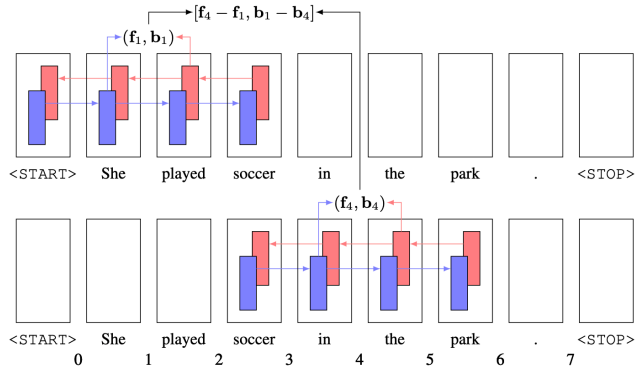 [f₄ − f₁, b₁ − b₄]
(f₁, b₁)
<START> She played soccer in the park . <STOP>
(f₄, b₄)
<START> She played soccer in the park . <STOP>
0 1 2 3 4 5 6 7